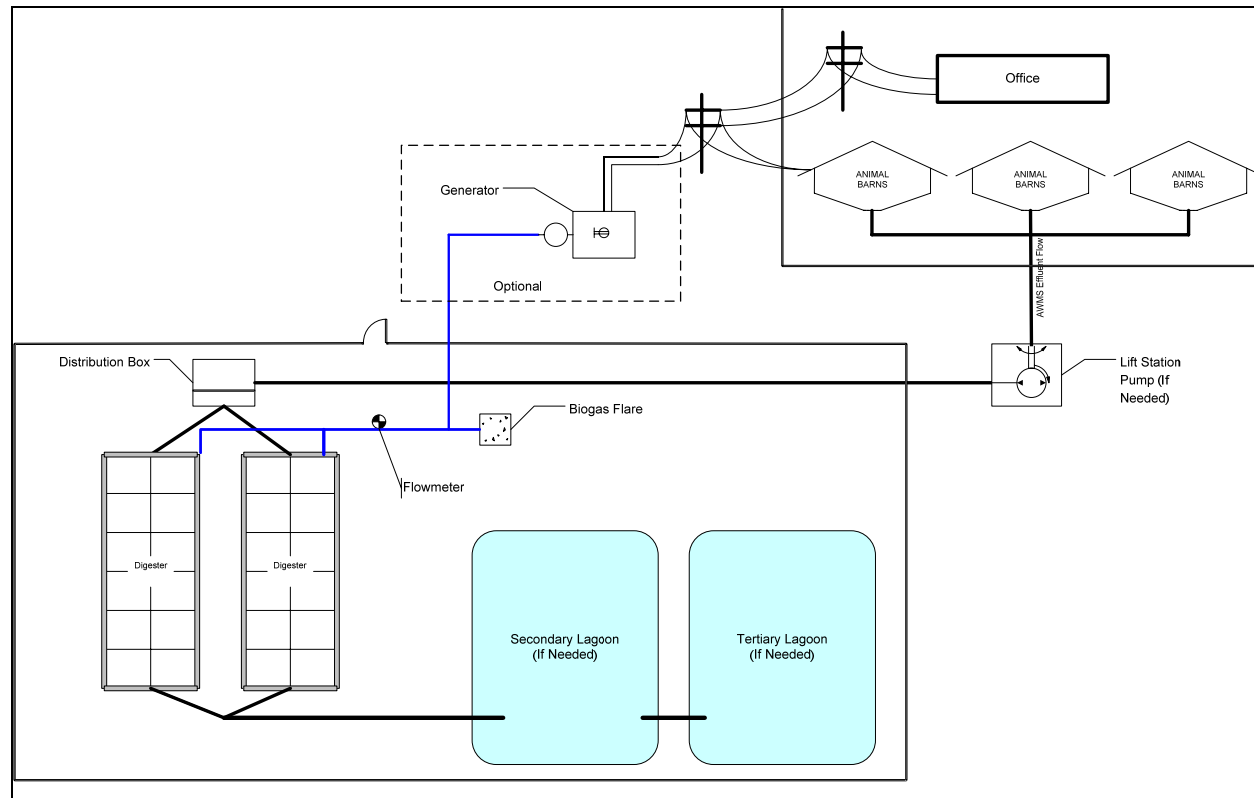 Office
ANIMAL
BARNS
ANIMAL
BARNS
ANIMAL
BARNS
Generator
Optional
AWMS Effluent Flow
Distribution Box
Lift Station
Pump (If
Needed)
Biogas Flare
Flowmeter
Digester
Digester
Secondary Lagoon
(If Needed)
Tertiary Lagoon
(If Needed)